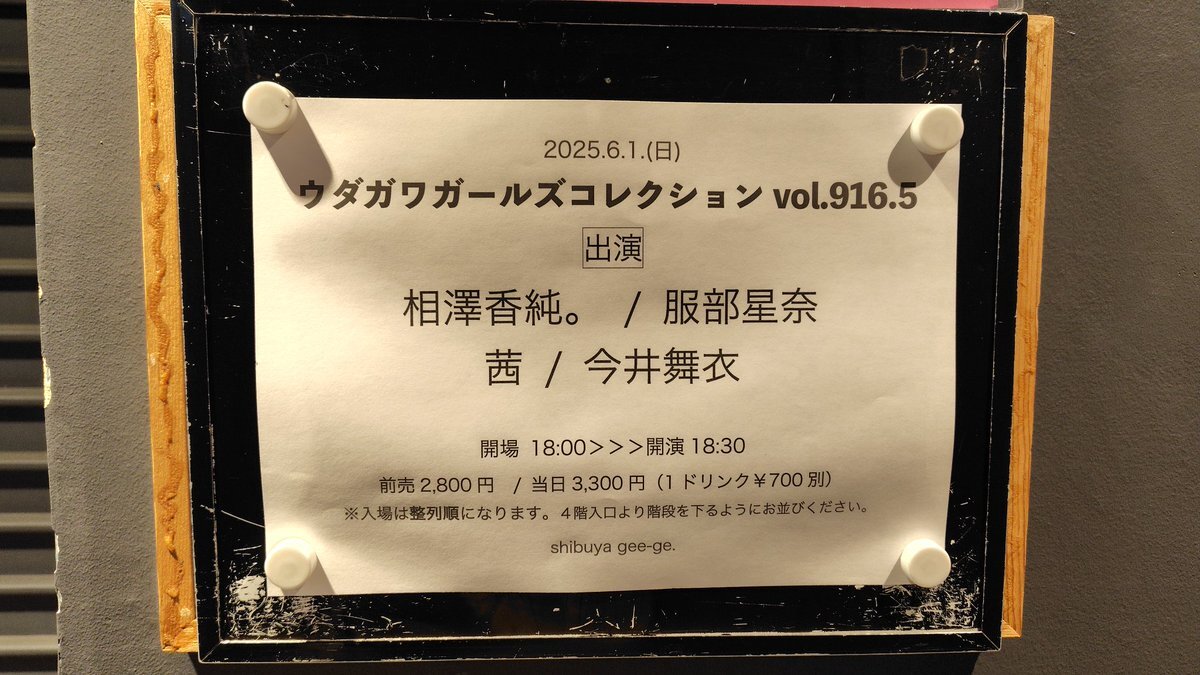 2025.6.1.(日)
ウダガワガールズコレクション vol.916.5
出演
相澤香純。 / 服部星奈
茜 / 今井舞衣
開場 18:00＞＞＞開演 18:30
前売 2,800 円 / 当日 3,300 円（1 ドリンク￥700 別）
※入場は整列順になります。４階入口より階段を下るようにお並びください。
shibuya gee-ge.